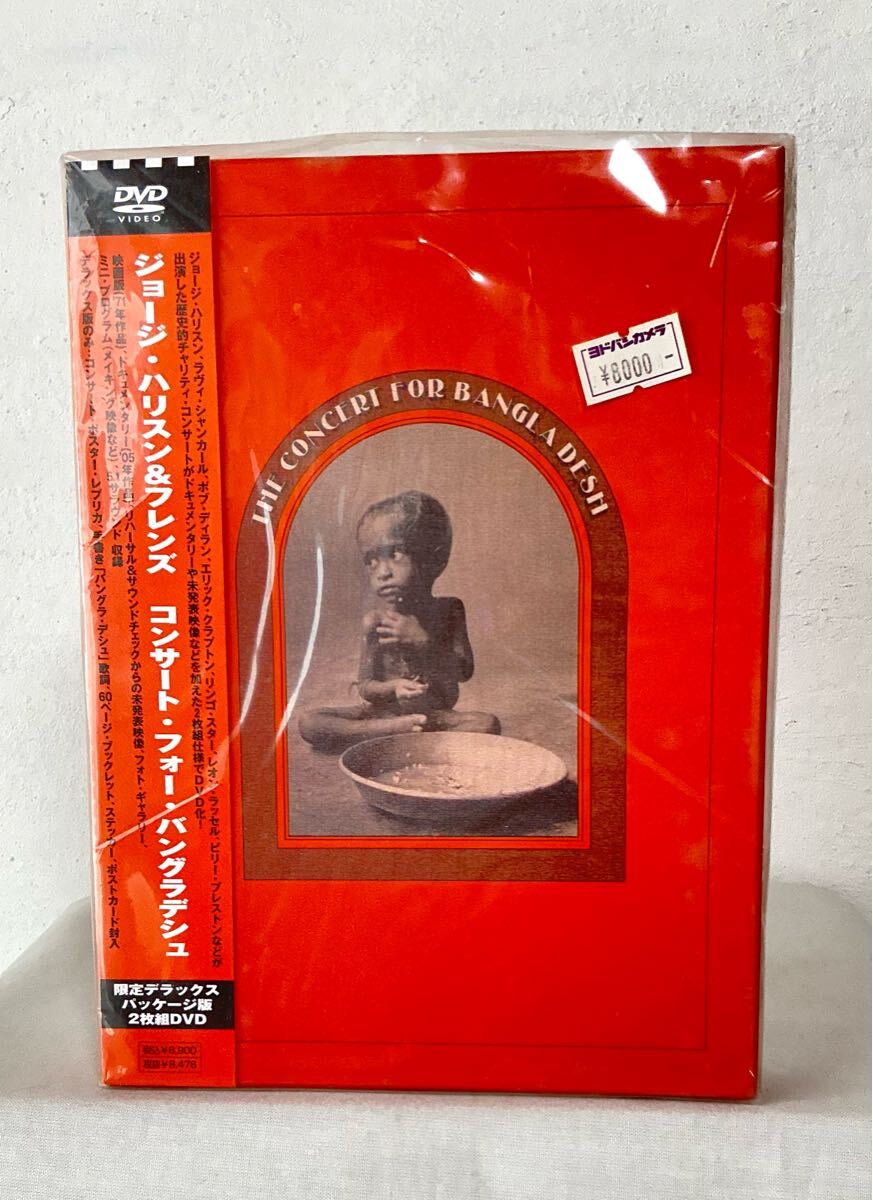 DVD
VIDEO
ジョージ・ハリスン、ラヴィ・シャンカール、ボブ・ディラン、エリック・クラプトン、リンゴ・スター、レオン・ラッセル、ビリー・プレストンなどが
出演した歴史的チャリティ・コンサートがドキュメンタリーや未発表映像などを加えた2枚組仕様でDVD化!
ジョージ・ハリスン&フレンズ コンサート・フォー・バングラデシュ
映画版('71年作品)、ドキュメンタリー('05年作品)、リハーサル&サウンドチェックからの未発表映像、フォト・ギャラリー、
ミニ・プログラム(メイキング映像など)、5.1サラウンド 収録
デラックス版のみ:コンサート ポスター・レプリカ、手書き「バングラ・デシュ」歌詞、60ページ・ブックレット、ステッカー、ポストカード封入
限定デラックス
パッケージ版
2枚組DVD
税込¥8,900
税抜¥8,476
ヨドバシカメラ
¥8000-
THE CONCERT FOR BANGLA DESH